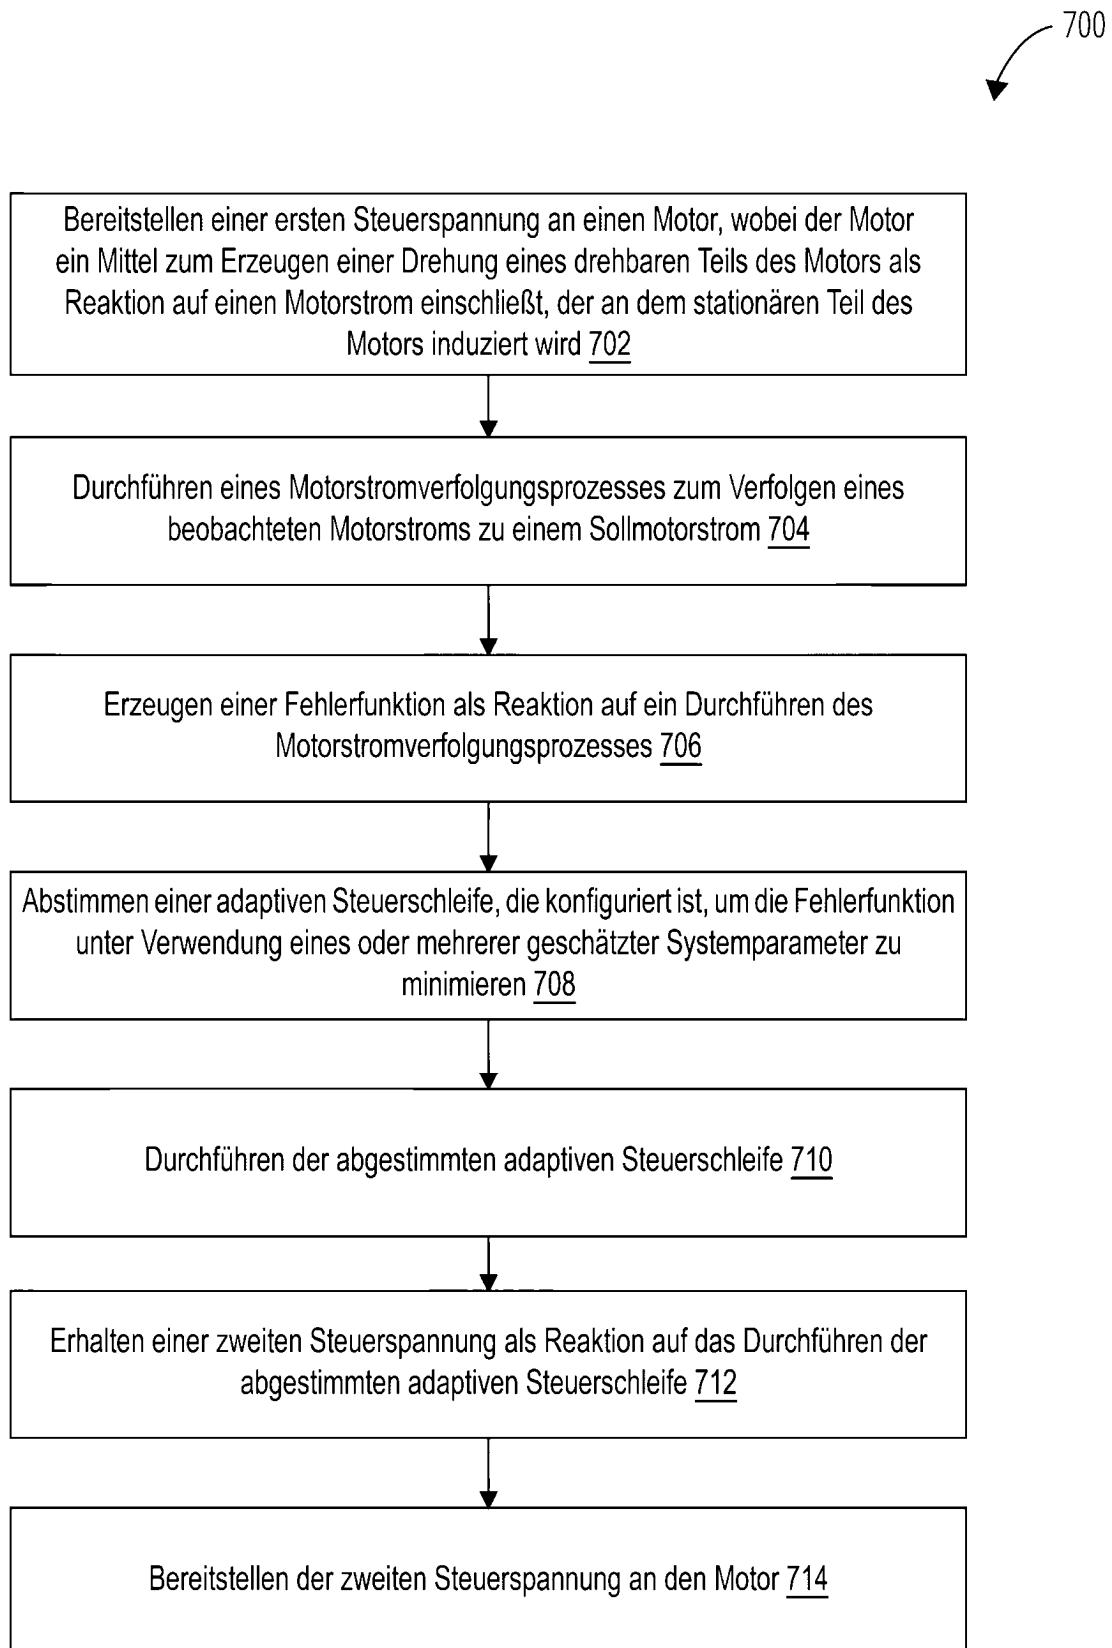 700
Bereitstellen einer ersten Steuerspannung an einen Motor, wobei der Motor
ein Mittel zum Erzeugen einer Drehung eines drehbaren Teils des Motors als
Reaktion auf einen Motorstrom einschließt, der an dem stationären Teil des
Motors induziert wird 702
Durchführen eines Motorstromverfolgungsprozesses zum Verfolgen eines
beobachteten Motorstroms zu einem Sollmotorstrom 704
Erzeugen einer Fehlerfunktion als Reaktion auf ein Durchführen des
Motorstromverfolgungsprozesses 706
Abstimmen einer adaptiven Steuerschleife, die konfiguriert ist, um die Fehlerfunktion
unter Verwendung eines oder mehrerer geschätzter Systemparameter zu
minimieren 708
Durchführen der abgestimmten adaptiven Steuerschleife 710
Erhalten einer zweiten Steuerspannung als Reaktion auf das Durchführen der
abgestimmten adaptiven Steuerschleife 712
Bereitstellen der zweiten Steuerspannung an den Motor 714